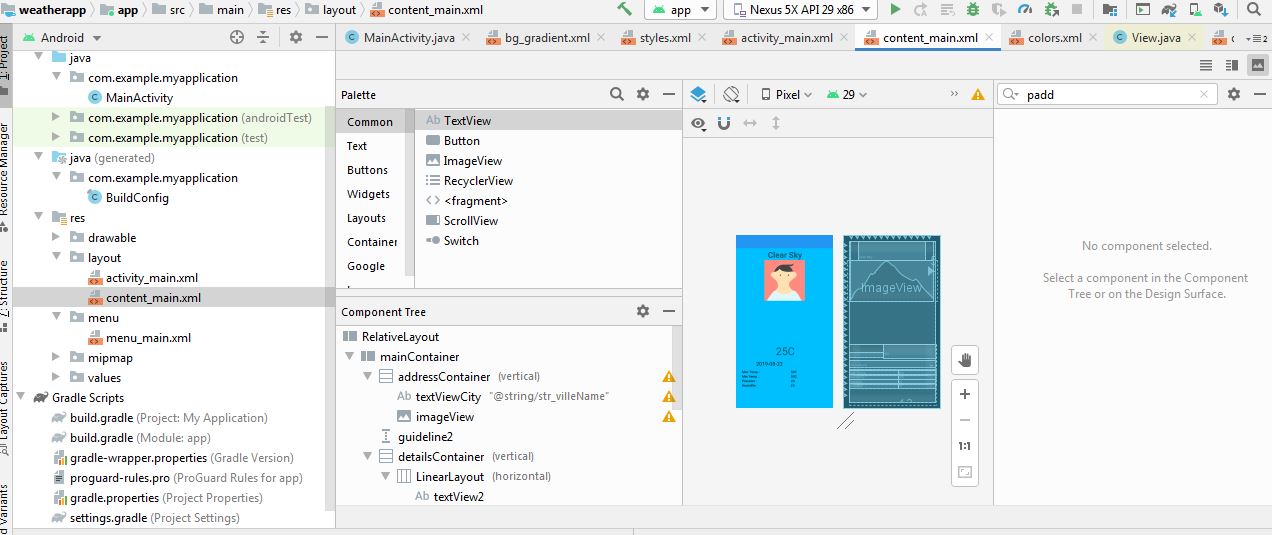 weatherapp app src main res layout content_main.xml app Nexus 5X API 29 x86
1: Project Android MainActivity.java bg_gradient.xml styles.xml activity_main.xml content_main.xml colors.xml View.java 2
java
com.example.myapplication
MainActivity
com.example.myapplication (androidTest)
com.example.myapplication (test)
java (generated)
com.example.myapplication
BuildConfig
res
drawable
layout
activity_main.xml
content_main.xml
menu
menu_main.xml
mipmap
values
Gradle Scripts
build.gradle (Project: My Application)
build.gradle (Module: app)
gradle-wrapper.properties (Gradle Version)
proguard-rules.pro (ProGuard Rules for app)
gradle.properties (Project Properties)
settings.gradle (Project Settings)
Resource Manager
Z: Structure
Layout Captures
d Variants
Palette
Common
Text
Buttons
Widgets
Layouts
Container
Google
Ab TextView
Button
ImageView
RecyclerView
<fragment>
ScrollView
Switch
Component Tree
RelativeLayout
mainContainer
addressContainer (vertical)
Ab textViewCity "@string/str_villeName"
imageView
guideline2
detailsContainer (vertical)
LinearLayout (horizontal)
Ab textView2
Pixel 29 »
padd
Clear Sky
25C
2019-08-22
ImageView
1:1
No component selected.
Select a component in the Component
Tree or on the Design Surface.